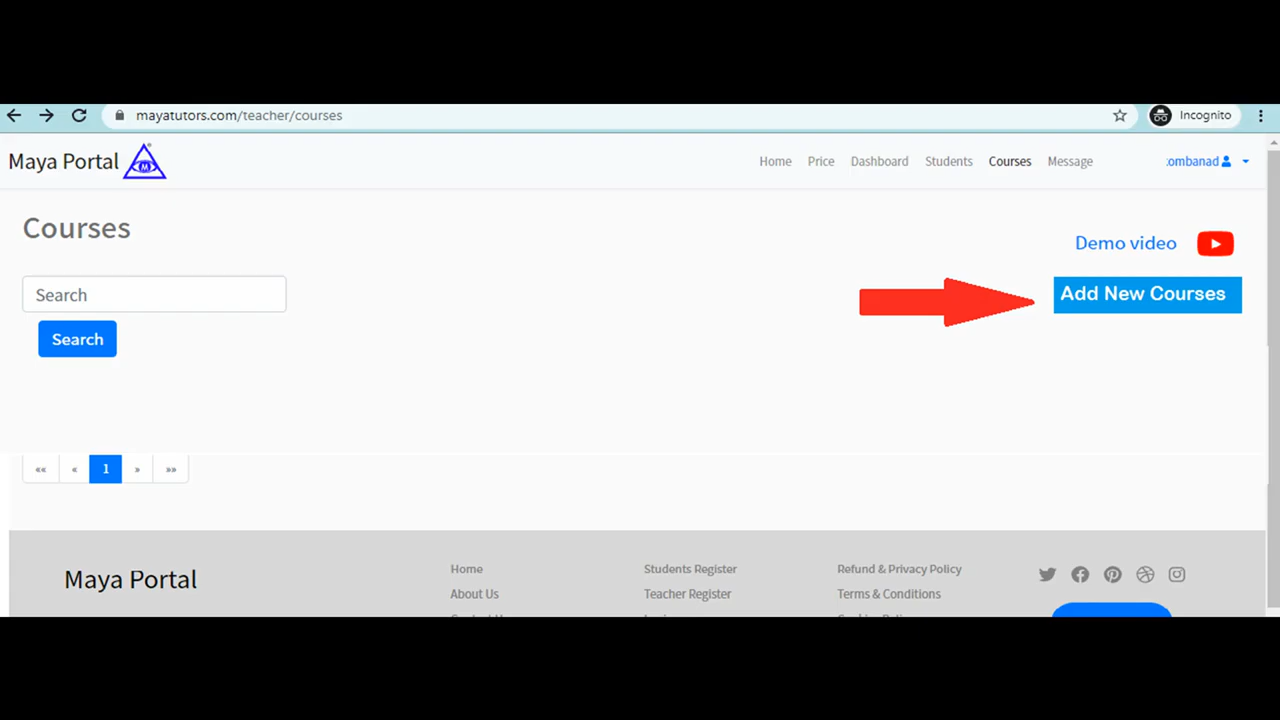 mayatutors.com/teacher/courses
Incognito
Maya Portal M
Home Price Dashboard Students Courses Message
:ombanad
Courses
Demo video
Search
Add New Courses
Search
«« « 1 » »»
Maya Portal
Home Students Register Refund & Privacy Policy
About Us Teacher Register Terms & Conditions